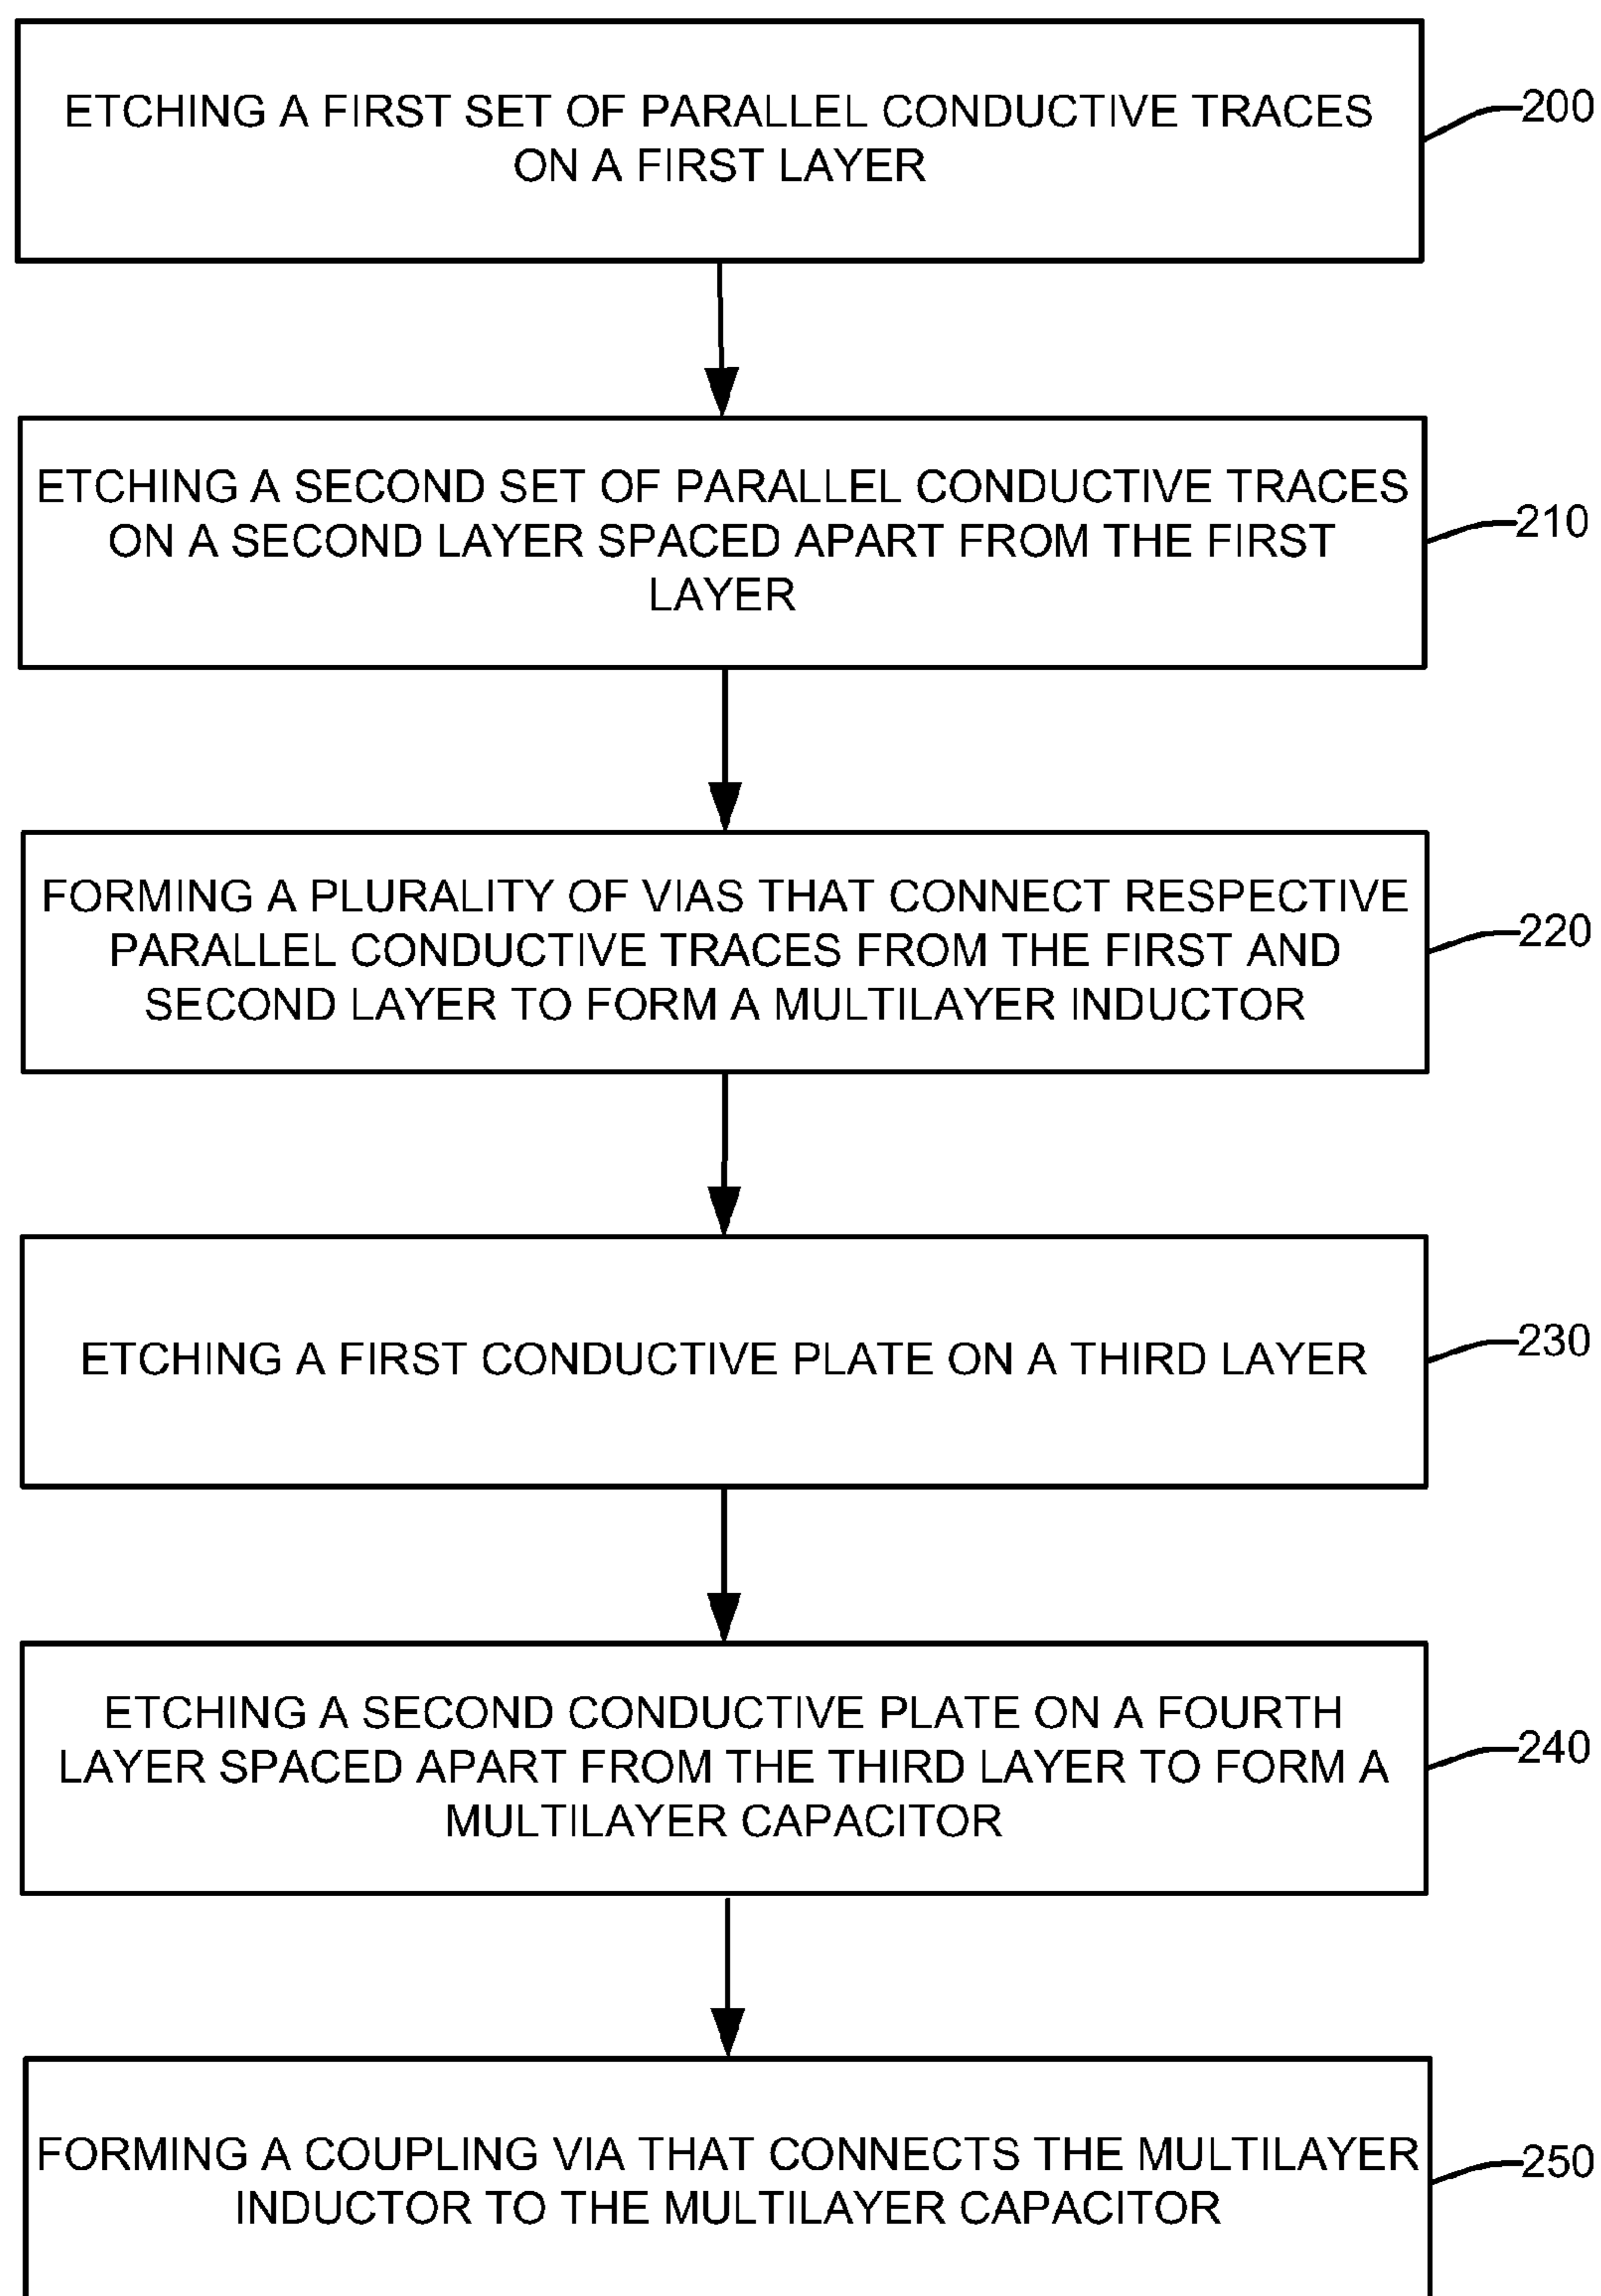 ETCHING A FIRST SET OF PARALLEL CONDUCTIVE TRACES
ON A FIRST LAYER
200
ETCHING A SECOND SET OF PARALLEL CONDUCTIVE TRACES
ON A SECOND LAYER SPACED APART FROM THE FIRST
LAYER
210
FORMING A PLURALITY OF VIAS THAT CONNECT RESPECTIVE
PARALLEL CONDUCTIVE TRACES FROM THE FIRST AND
SECOND LAYER TO FORM A MULTILAYER INDUCTOR
220
ETCHING A FIRST CONDUCTIVE PLATE ON A THIRD LAYER
230
ETCHING A SECOND CONDUCTIVE PLATE ON A FOURTH
LAYER SPACED APART FROM THE THIRD LAYER TO FORM A
MULTILAYER CAPACITOR
240
FORMING A COUPLING VIA THAT CONNECTS THE MULTILAYER
INDUCTOR TO THE MULTILAYER CAPACITOR
250